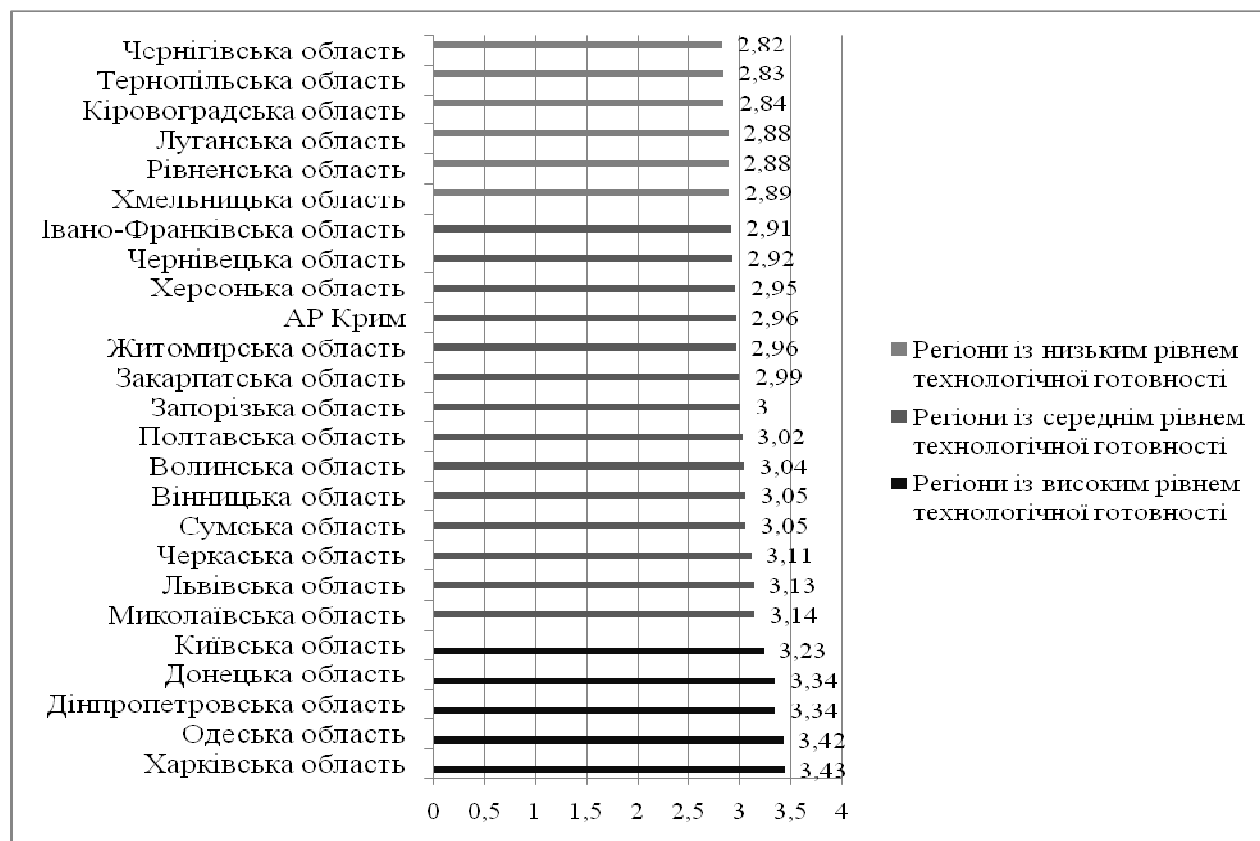 Чернігівська область 2,82
Тернопільська область 2,83
Кіровоградська область 2,84
Луганська область 2,88
Рівненська область 2,88
Хмельницька область 2,89
Івано-Франківська область 2,91
Чернівецька область 2,92
Херсонька область 2,95
АР Крим 2,96
Житомирська область 2,96
Закарпатська область 2,99
Запорізька область 3
Полтавська область 3,02
Волинська область 3,04
Вінницька область 3,05
Сумська область 3,05
Черкаська область 3,11
Львівська область 3,13
Миколаївська область 3,14
Київська область 3,23
Донецька область 3,34
Дінпропетровська область 3,34
Одеська область 3,42
Харківська область 3,43
0 0,5 1 1,5 2 2,5 3 3,5 4
Регіони із низьким рівнем
технологічної готовності
Регіони із середнім рівнем
технологічної готовності
Регіони із високим рівнем
технологічної готовності